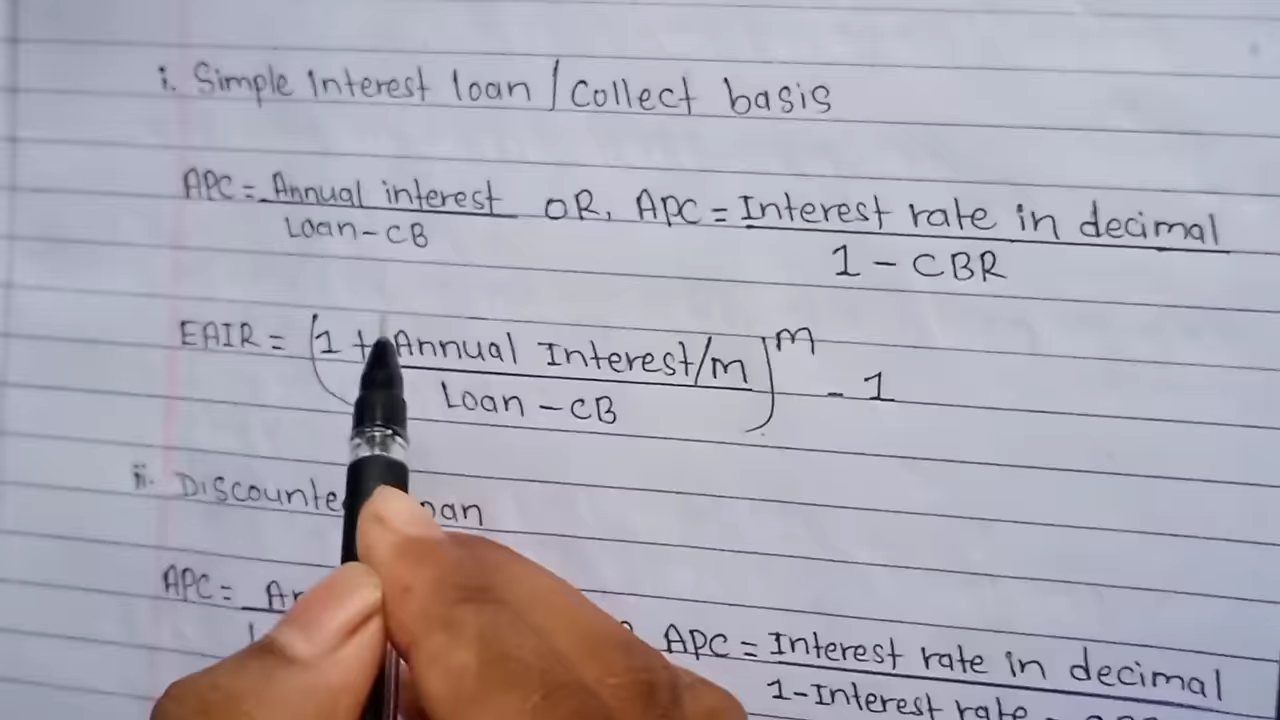 i. Simple Interest loan / Collect basis
APC = Annual interest / Loan - CB OR, APC = Interest rate in decimal / 1 - CBR
EAIR = (1 + Annual Interest/m / Loan - CB)^m - 1
ii. Discounte oan
APC = APC = Interest rate in decimal / 1 - Interest rate